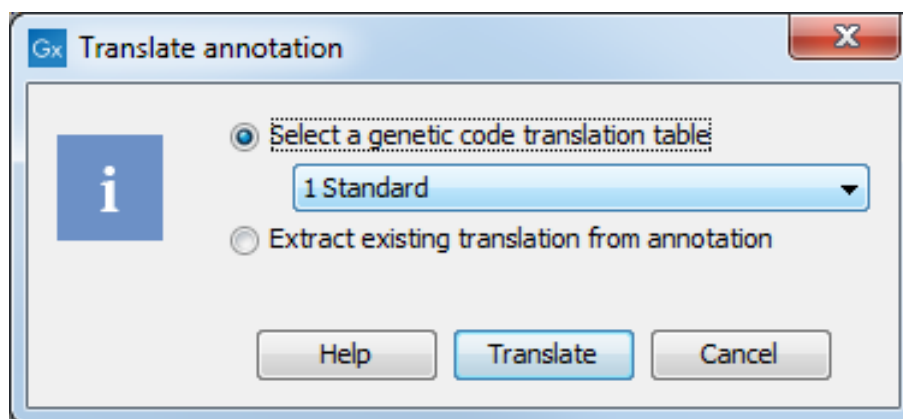 Gx Translate annotation
X
i
Select a genetic code translation table
1 Standard
Extract existing translation from annotation
Help Translate Cancel